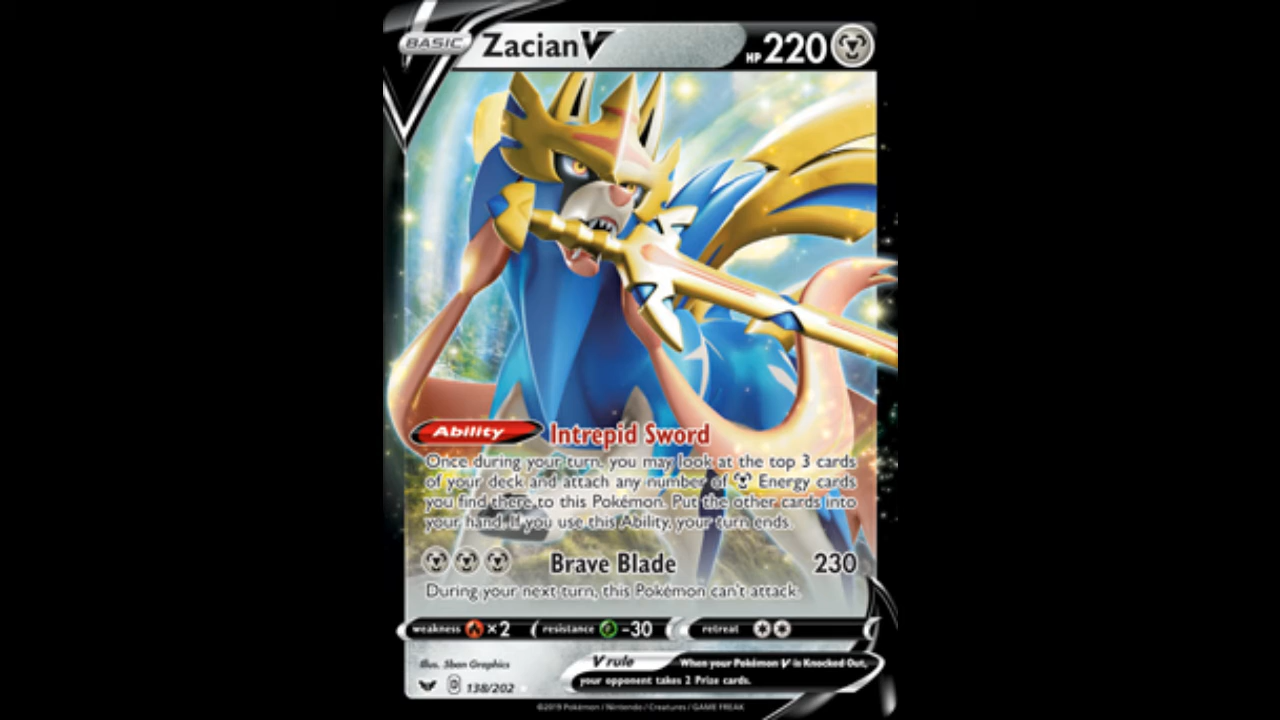 BASIC Zacian V HP 220
Ability Intrepid Sword
Once during your turn, you may look at the top 3 cards
of your deck and attach any number of Energy cards
you find there to this Pokémon. Put the other cards into
your hand. If you use this Ability, your turn ends.
Brave Blade 230
During your next turn, this Pokémon can't attack.
weakness ×2 resistance -30 retreat
Illus. 5ban Graphics
V rule When your Pokémon V is Knocked Out,
your opponent takes 2 Prize cards.
D 138/202
©2019 Pokémon / Nintendo / Creatures / GAME FREAK